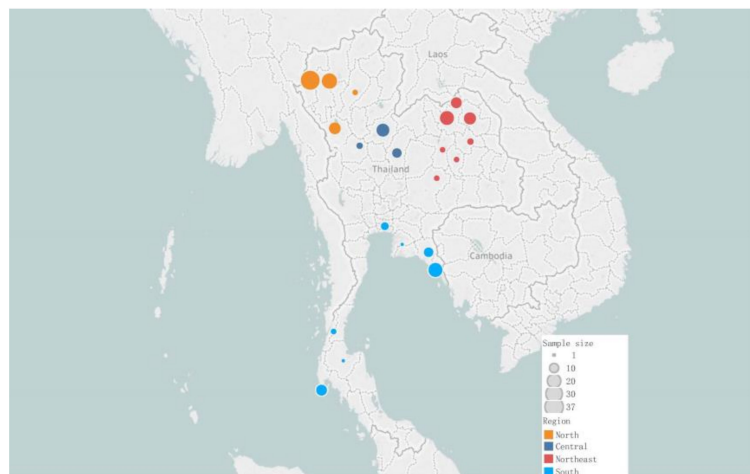 Laos
Thailand
Cambodia
Sample size
1
10
20
30
37
Region
North
Central
Northeast
South